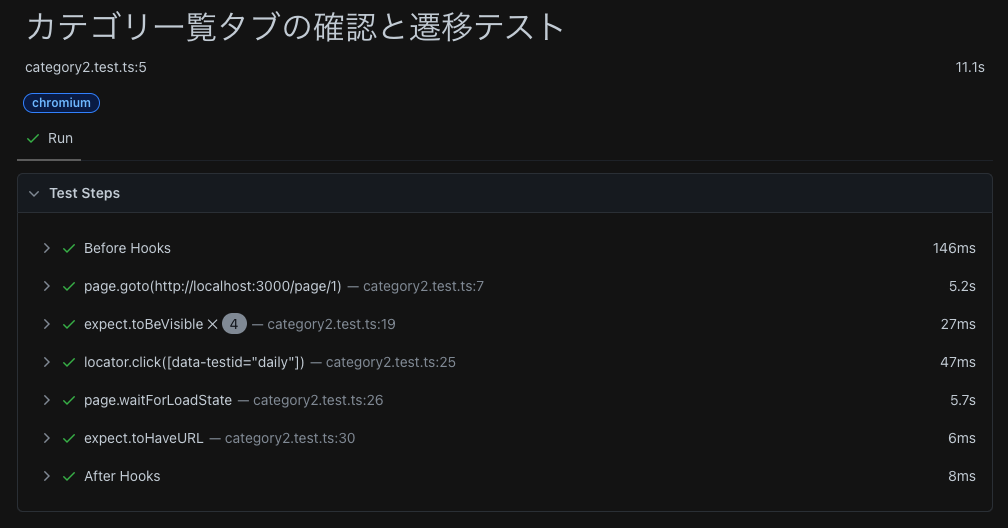 カテゴリ一覧タブの確認と遷移テスト
category2.test.ts:5 11.1s
chromium
Run
Test Steps
Before Hooks 146ms
page.goto(http://localhost:3000/page/1) — category2.test.ts:7 5.2s
expect.toBeVisible ✕ 4 — category2.test.ts:19 27ms
locator.click([data-testid="daily"]) — category2.test.ts:25 47ms
page.waitForLoadState — category2.test.ts:26 5.7s
expect.toHaveURL — category2.test.ts:30 6ms
After Hooks 8ms